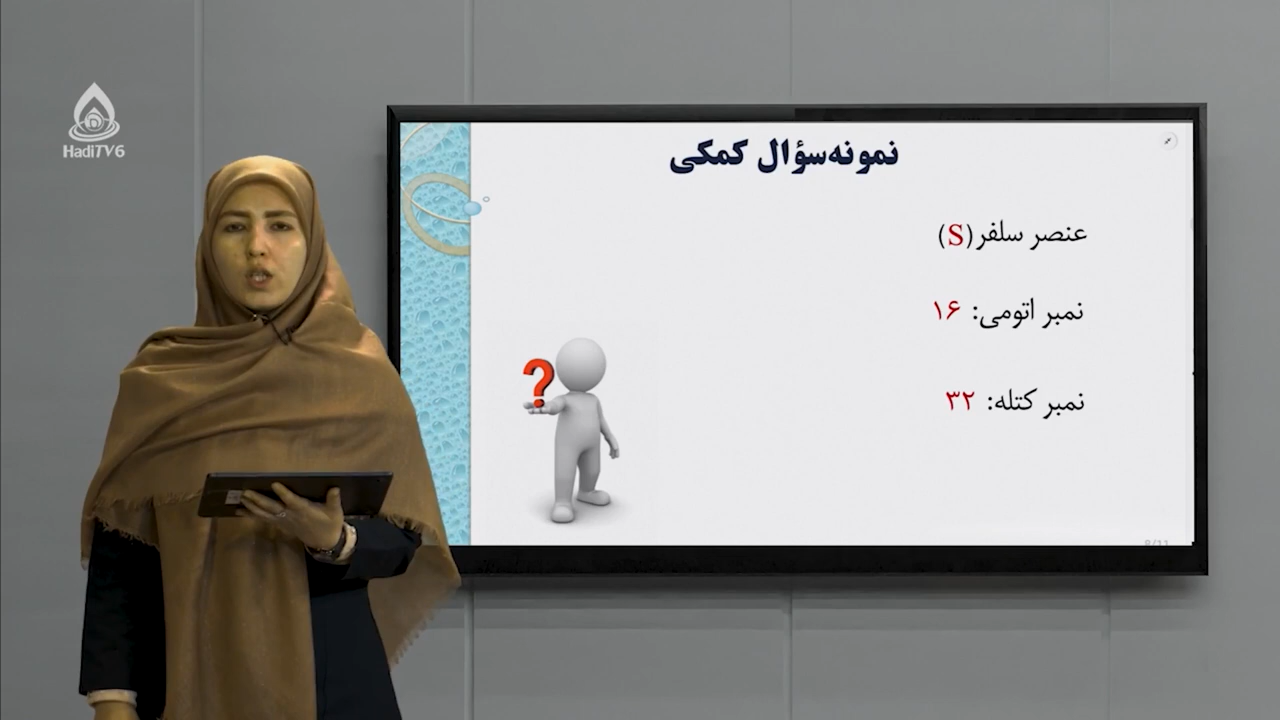 HadiTV6
نمونه‌سؤال کمکی
عنصر سلفر(S)
نمبر اتومی: ۱۶
نمبر کتله: ۳۲
?